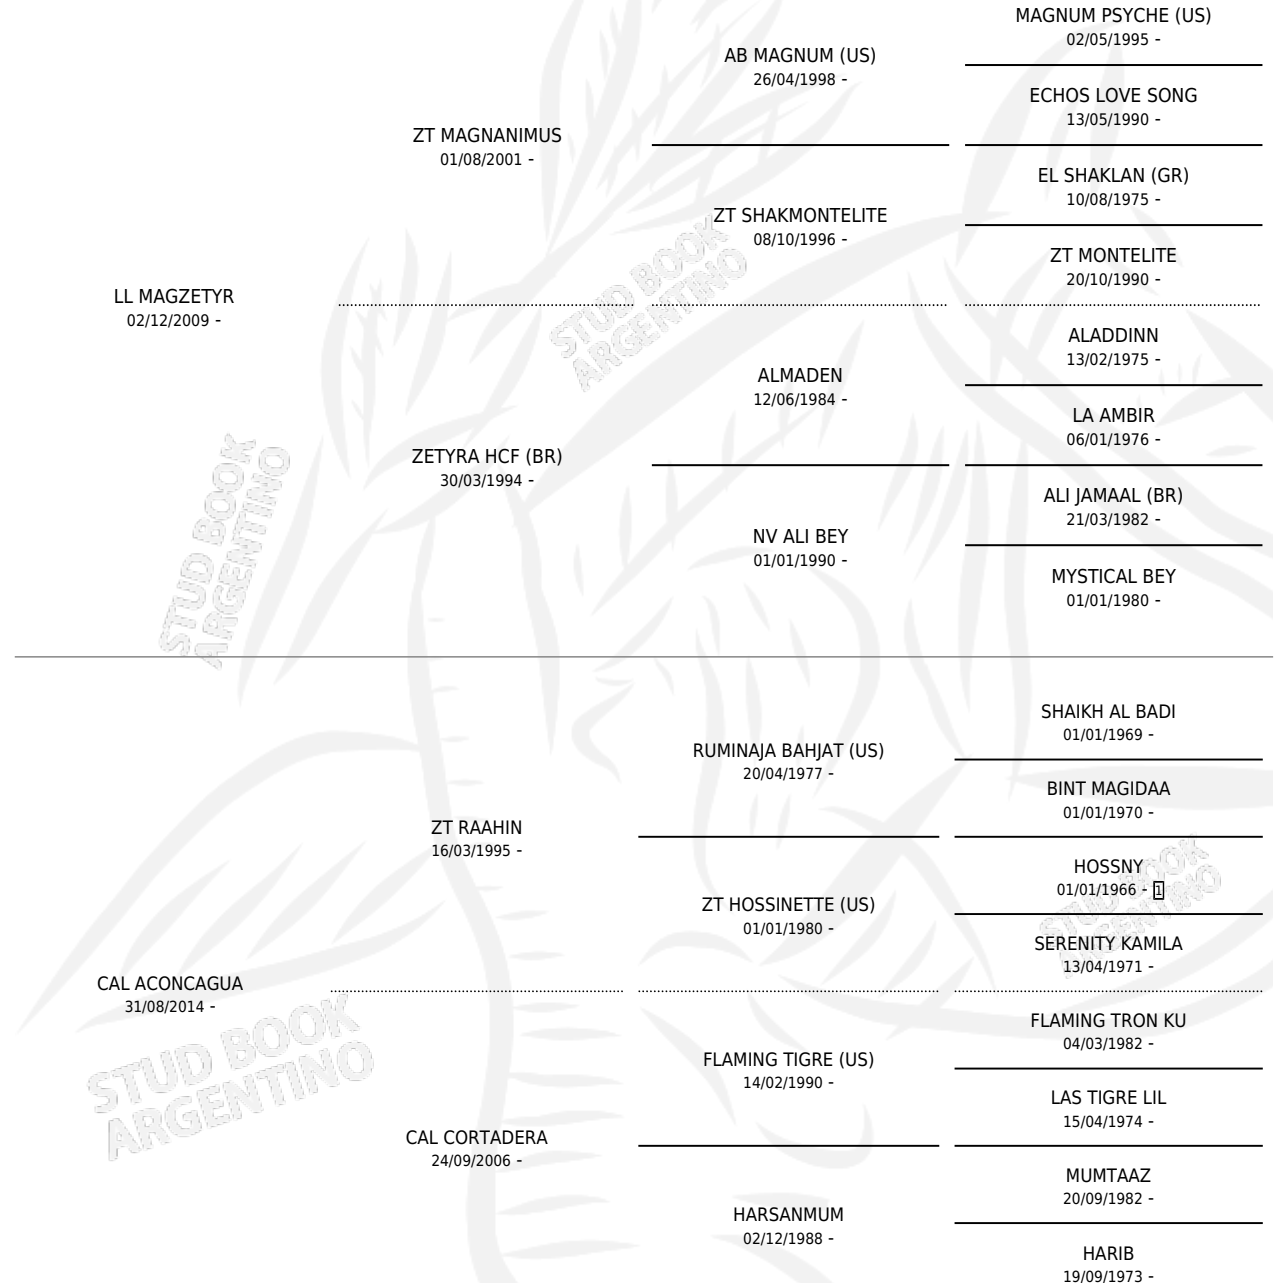 MAGNUM PSYCHE (US)
02/05/1995 -
AB MAGNUM (US)
26/04/1998 -
ECHOS LOVE SONG
13/05/1990 -
ZT MAGNANIMUS
01/08/2001 -
EL SHAKLAN (GR)
10/08/1975 -
ZT SHAKMONTELITE
08/10/1996 -
ZT MONTELITE
20/10/1990 -
LL MAGZETYR
02/12/2009 -
STUD BOOK
ARGENTINO
ALADDINN
13/02/1975 -
ALMADEN
12/06/1984 -
LA AMBIR
06/01/1976 -
ZETYRA HCF (BR)
30/03/1994 -
ALI JAMAAL (BR)
21/03/1982 -
NV ALI BEY
01/01/1990 -
MYSTICAL BEY
01/01/1980 -
STUD BOOK
ARGENTINO
SHAIKH AL BADI
01/01/1969 -
RUMINAJA BAHJAT (US)
20/04/1977 -
BINT MAGIDAA
01/01/1970 -
ZT RAAHIN
16/03/1995 -
HOSSNY
01/01/1966 - 1
ZT HOSSINETTE (US)
01/01/1980 -
SERENITY KAMILA
13/04/1971 -
STUD BOOK
ARGENTINO
CAL ACONCAGUA
31/08/2014 -
STUD BOOK
ARGENTINO
FLAMING TRON KU
04/03/1982 -
FLAMING TIGRE (US)
14/02/1990 -
LAS TIGRE LIL
15/04/1974 -
CAL CORTADERA
24/09/2006 -
MUMTAAZ
20/09/1982 -
HARSANMUM
02/12/1988 -
HARIB
19/09/1973 -